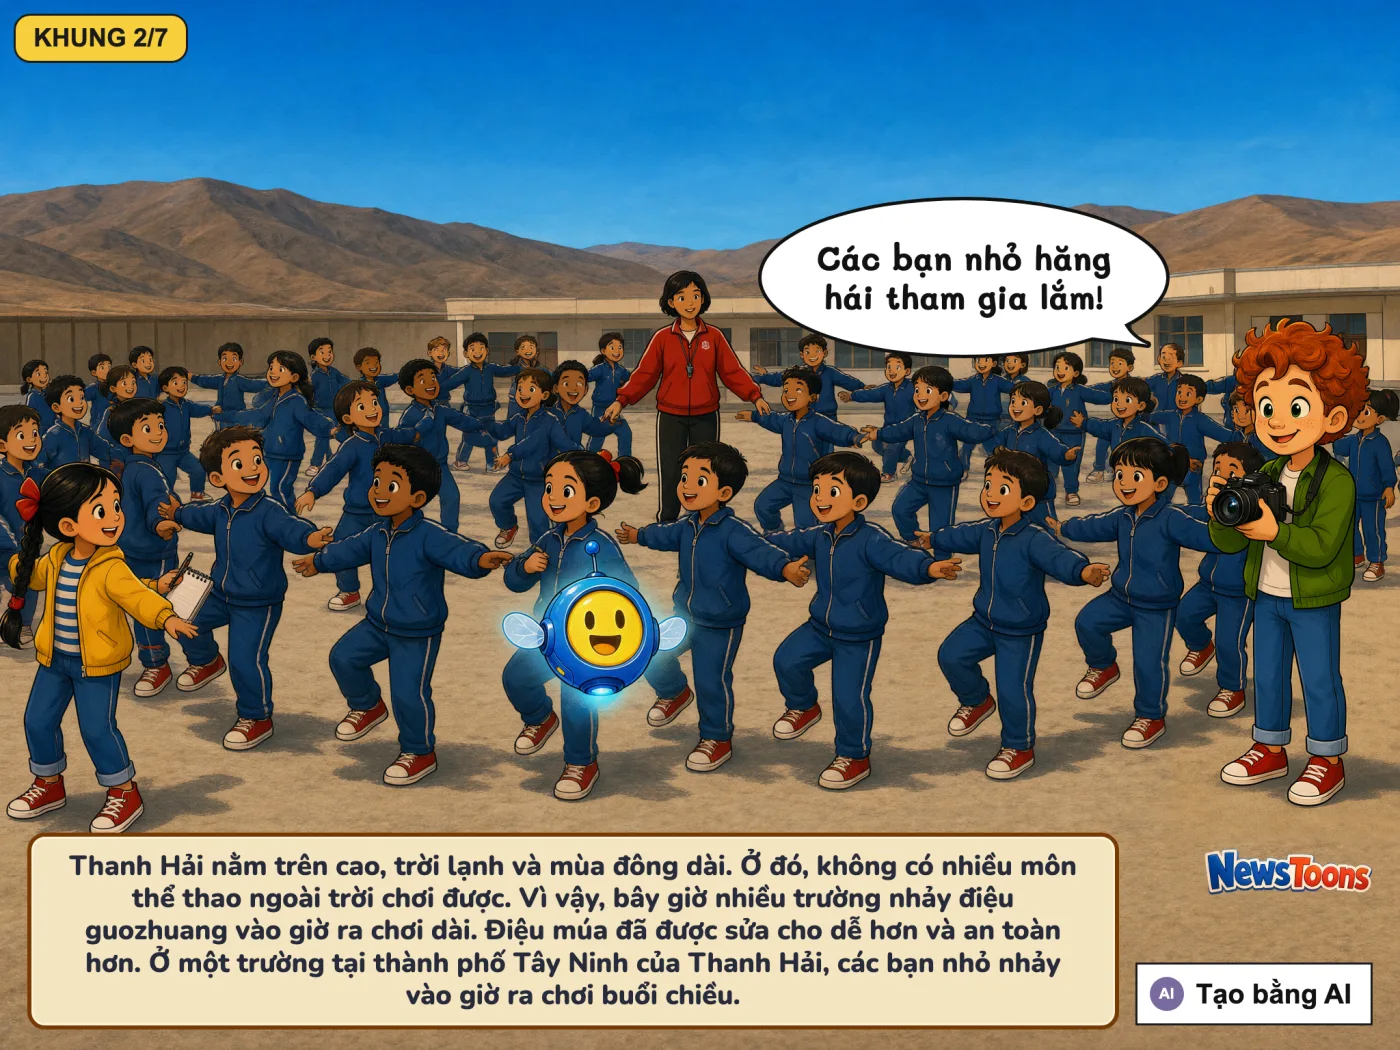 KHUNG 2/7
Các bạn nhỏ hăng
hái tham gia lắm!
Thanh Hải nằm trên cao, trời lạnh và mùa đông dài. Ở đó, không có nhiều môn
thể thao ngoài trời chơi được. Vì vậy, bây giờ nhiều trường nhảy điệu
guozhuang vào giờ ra chơi dài. Điệu múa đã được sửa cho dễ hơn và an toàn
hơn. Ở một trường tại thành phố Tây Ninh của Thanh Hải, các bạn nhỏ nhảy
vào giờ ra chơi buổi chiều.
NewsToons
AI Tạo bằng AI